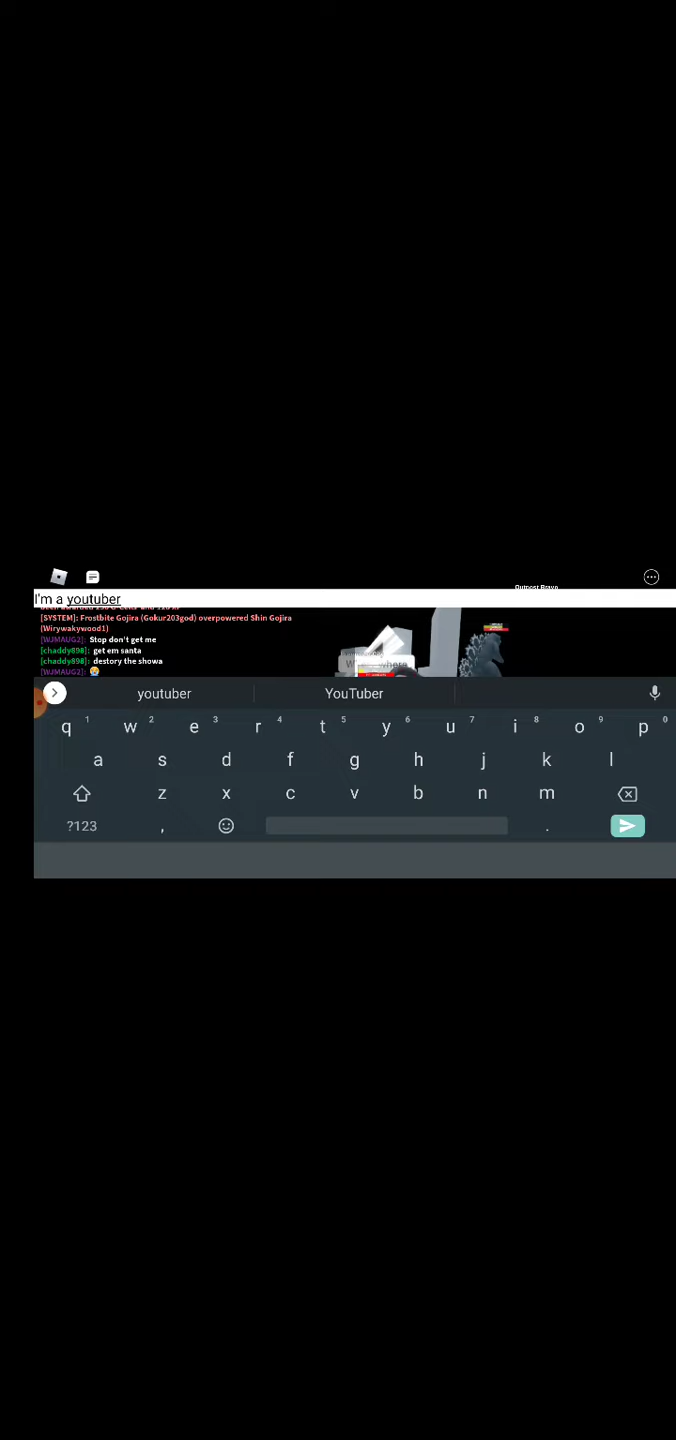 Outpost Bravo
I'm a youtuber
[SYSTEM]: Frostbite Gojira (Gokur203god) overpowered Shin Gojira
(Wirywakywood1)
[WJMAUG2]: Stop don't get me
[chaddy898]: get em santa
[chaddy898]: destory the showa
[WJMAUG2]: 😭
youtuber YouTuber
q 1 w 2 e 3 r 4 t 5 y 6 u 7 i 8 o 9 p 0
a s d f g h j k l
z x c v b n m
?123 , .